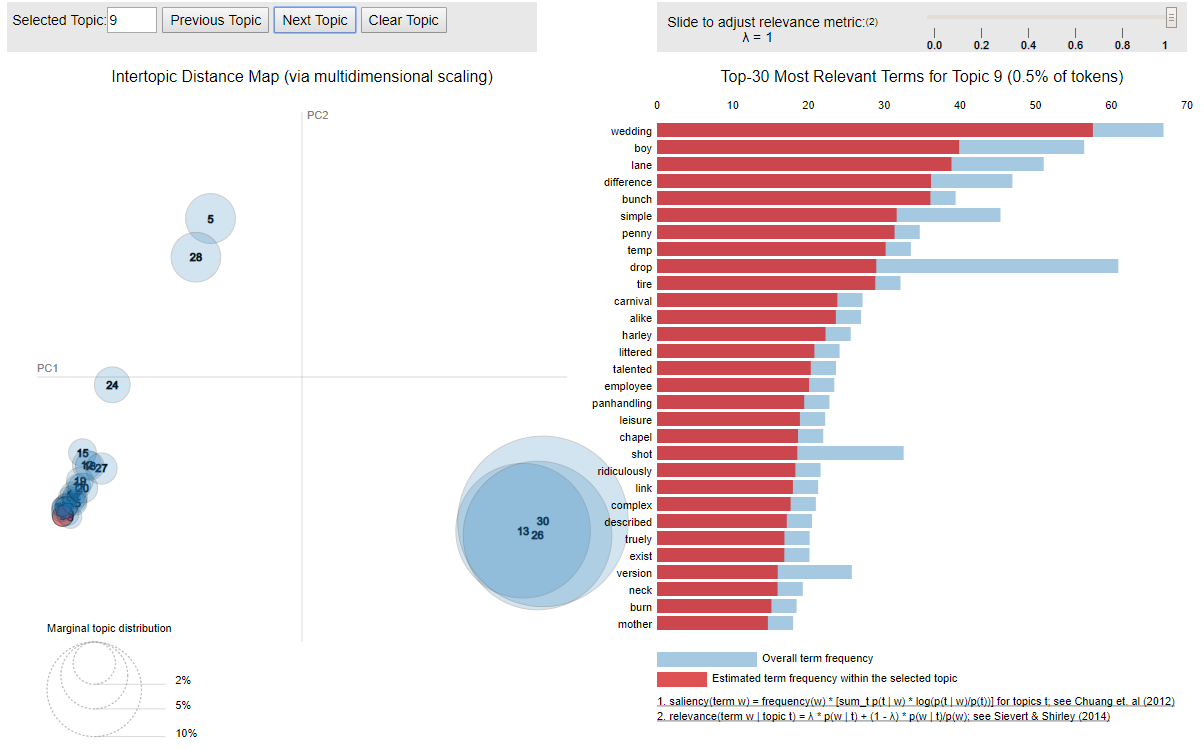 Selected Topic: 9 Previous Topic Next Topic Clear Topic
Slide to adjust relevance metric:(2)
λ = 1
0.0 0.2 0.4 0.6 0.8 1
Intertopic Distance Map (via multidimensional scaling)
PC2
PC1
5
28
24
15
27
19
20
30
13 26
Marginal topic distribution
2%
5%
10%
Top-30 Most Relevant Terms for Topic 9 (0.5% of tokens)
0 10 20 30 40 50 60 70
wedding
boy
lane
difference
bunch
simple
penny
temp
drop
tire
carnival
alike
harley
littered
talented
employee
panhandling
leisure
chapel
shot
ridiculously
link
complex
described
truely
exist
version
neck
burn
mother
Overall term frequency
Estimated term frequency within the selected topic
1. saliency(term w) = frequency(w) * [sum_t p(t | w) * log(p(t | w)/p(t))] for topics t; see Chuang et. al (2012)
2. relevance(term w | topic t) = λ * p(w | t) + (1 - λ) * p(w | t)/p(w); see Sievert & Shirley (2014)